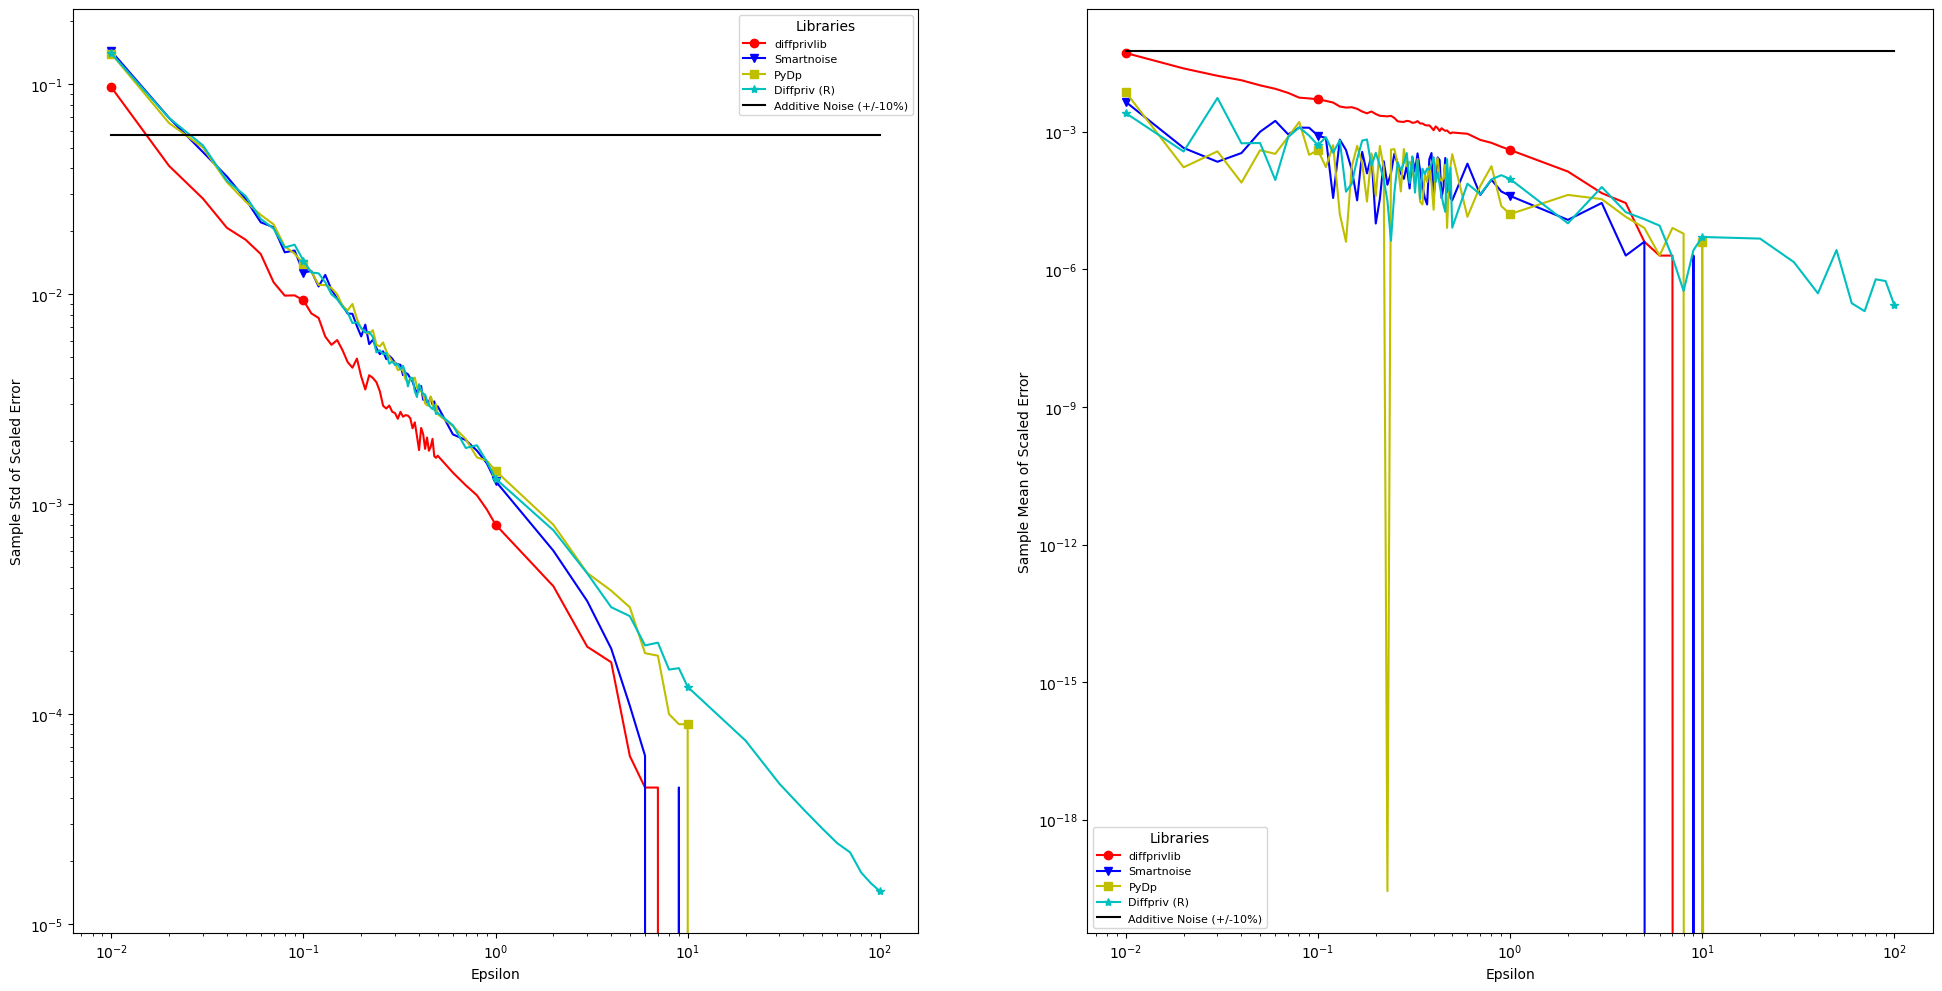 Libraries
diffprivlib
Smartnoise
PyDp
Diffpriv (R)
Additive Noise (+/-10%)
Sample Std of Scaled Error
10⁻¹
10⁻²
10⁻³
10⁻⁴
10⁻⁵
10⁻²
10⁻¹
10⁰
10¹
10²
Epsilon
Sample Mean of Scaled Error
10⁻³
10⁻⁶
10⁻⁹
10⁻¹²
10⁻¹⁵
10⁻¹⁸
Libraries
diffprivlib
Smartnoise
PyDp
Diffpriv (R)
Additive Noise (+/-10%)
10⁻²
10⁻¹
10⁰
10¹
10²
Epsilon